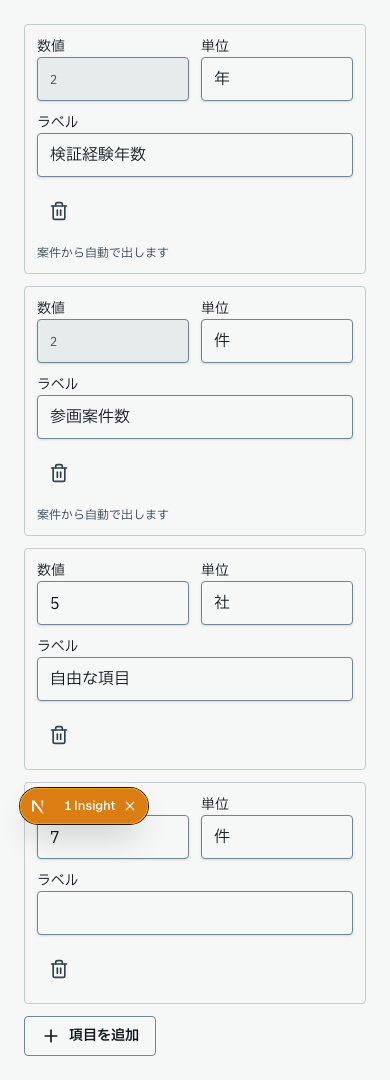 数値 単位
2 年
ラベル
検証経験年数
案件から自動で出します
数値 単位
2 件
ラベル
参画案件数
案件から自動で出します
数値 単位
5 社
ラベル
自由な項目
単位
N 1 Insight
7 件
ラベル
項目を追加